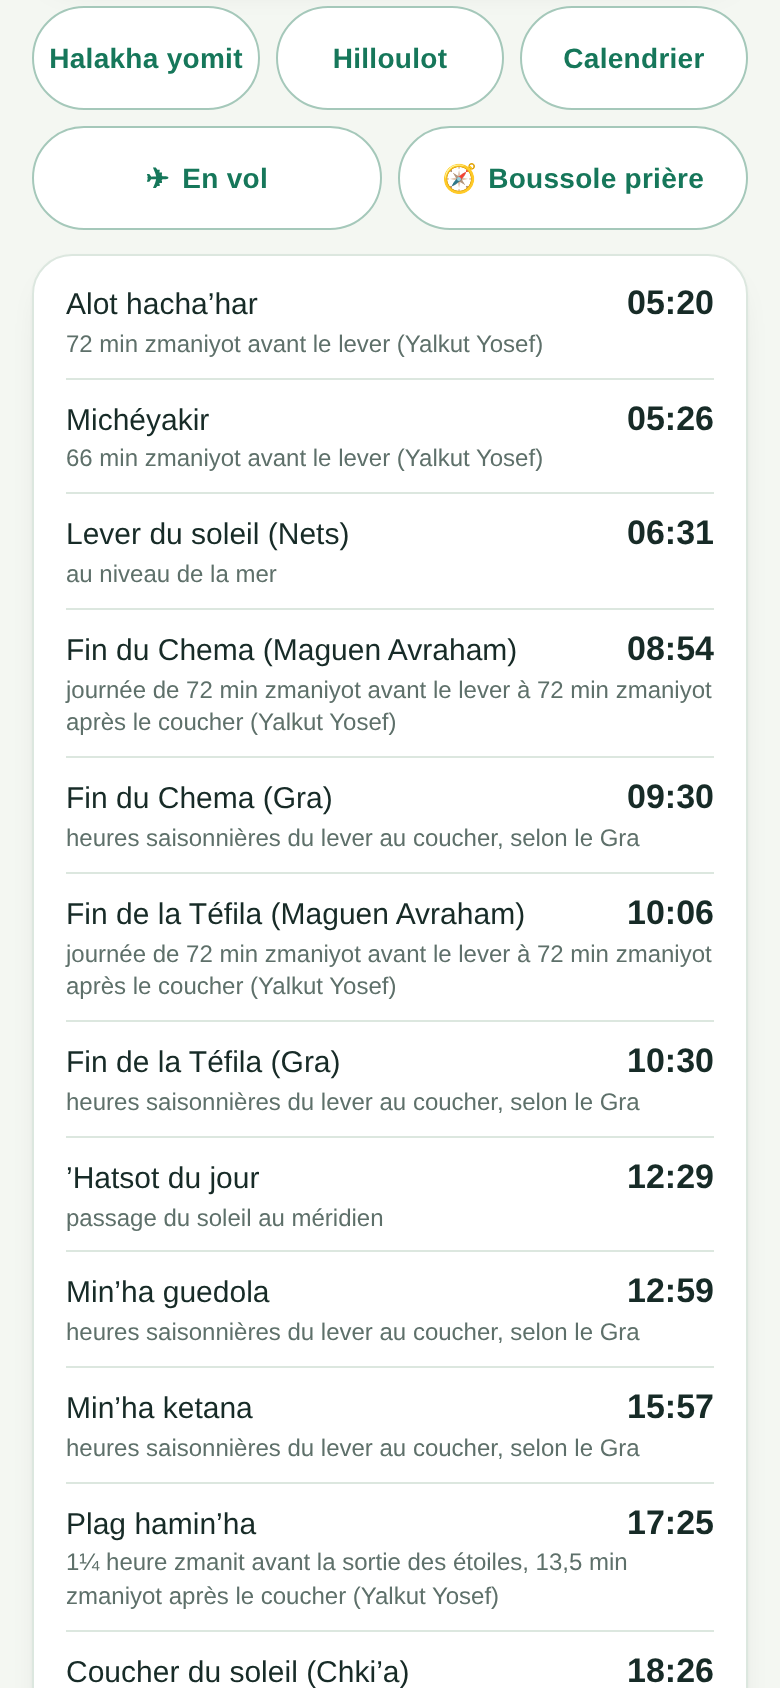 Halakha yomit
Hilloulot
Calendrier
✈ En vol
🧭 Boussole prière
Alot hacha’har 05:20
72 min zmaniyot avant le lever (Yalkut Yosef)
Michéyakir 05:26
66 min zmaniyot avant le lever (Yalkut Yosef)
Lever du soleil (Nets) 06:31
au niveau de la mer
Fin du Chema (Maguen Avraham) 08:54
journée de 72 min zmaniyot avant le lever à 72 min zmaniyot
après le coucher (Yalkut Yosef)
Fin du Chema (Gra) 09:30
heures saisonnières du lever au coucher, selon le Gra
Fin de la Téfila (Maguen Avraham) 10:06
journée de 72 min zmaniyot avant le lever à 72 min zmaniyot
après le coucher (Yalkut Yosef)
Fin de la Téfila (Gra) 10:30
heures saisonnières du lever au coucher, selon le Gra
’Hatsot du jour 12:29
passage du soleil au méridien
Min’ha guedola 12:59
heures saisonnières du lever au coucher, selon le Gra
Min’ha ketana 15:57
heures saisonnières du lever au coucher, selon le Gra
Plag hamin’ha 17:25
1¼ heure zmanit avant la sortie des étoiles, 13,5 min
zmaniyot après le coucher (Yalkut Yosef)
Coucher du soleil (Chki’a) 18:26